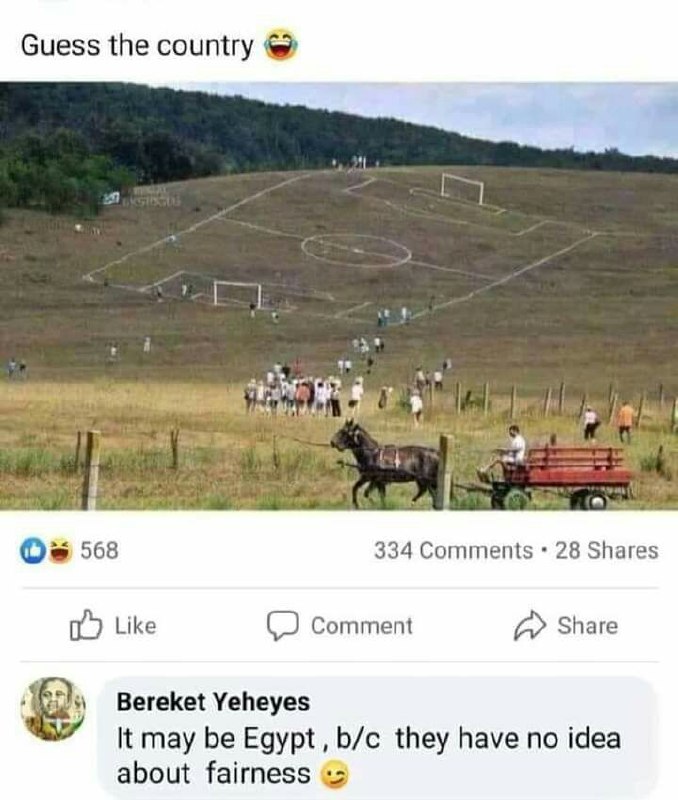 Guess the country 😂
568
334 Comments • 28 Shares
Like
Comment
Share
Bereket Yeheyes
It may be Egypt , b/c they have no idea
about fairness 😉